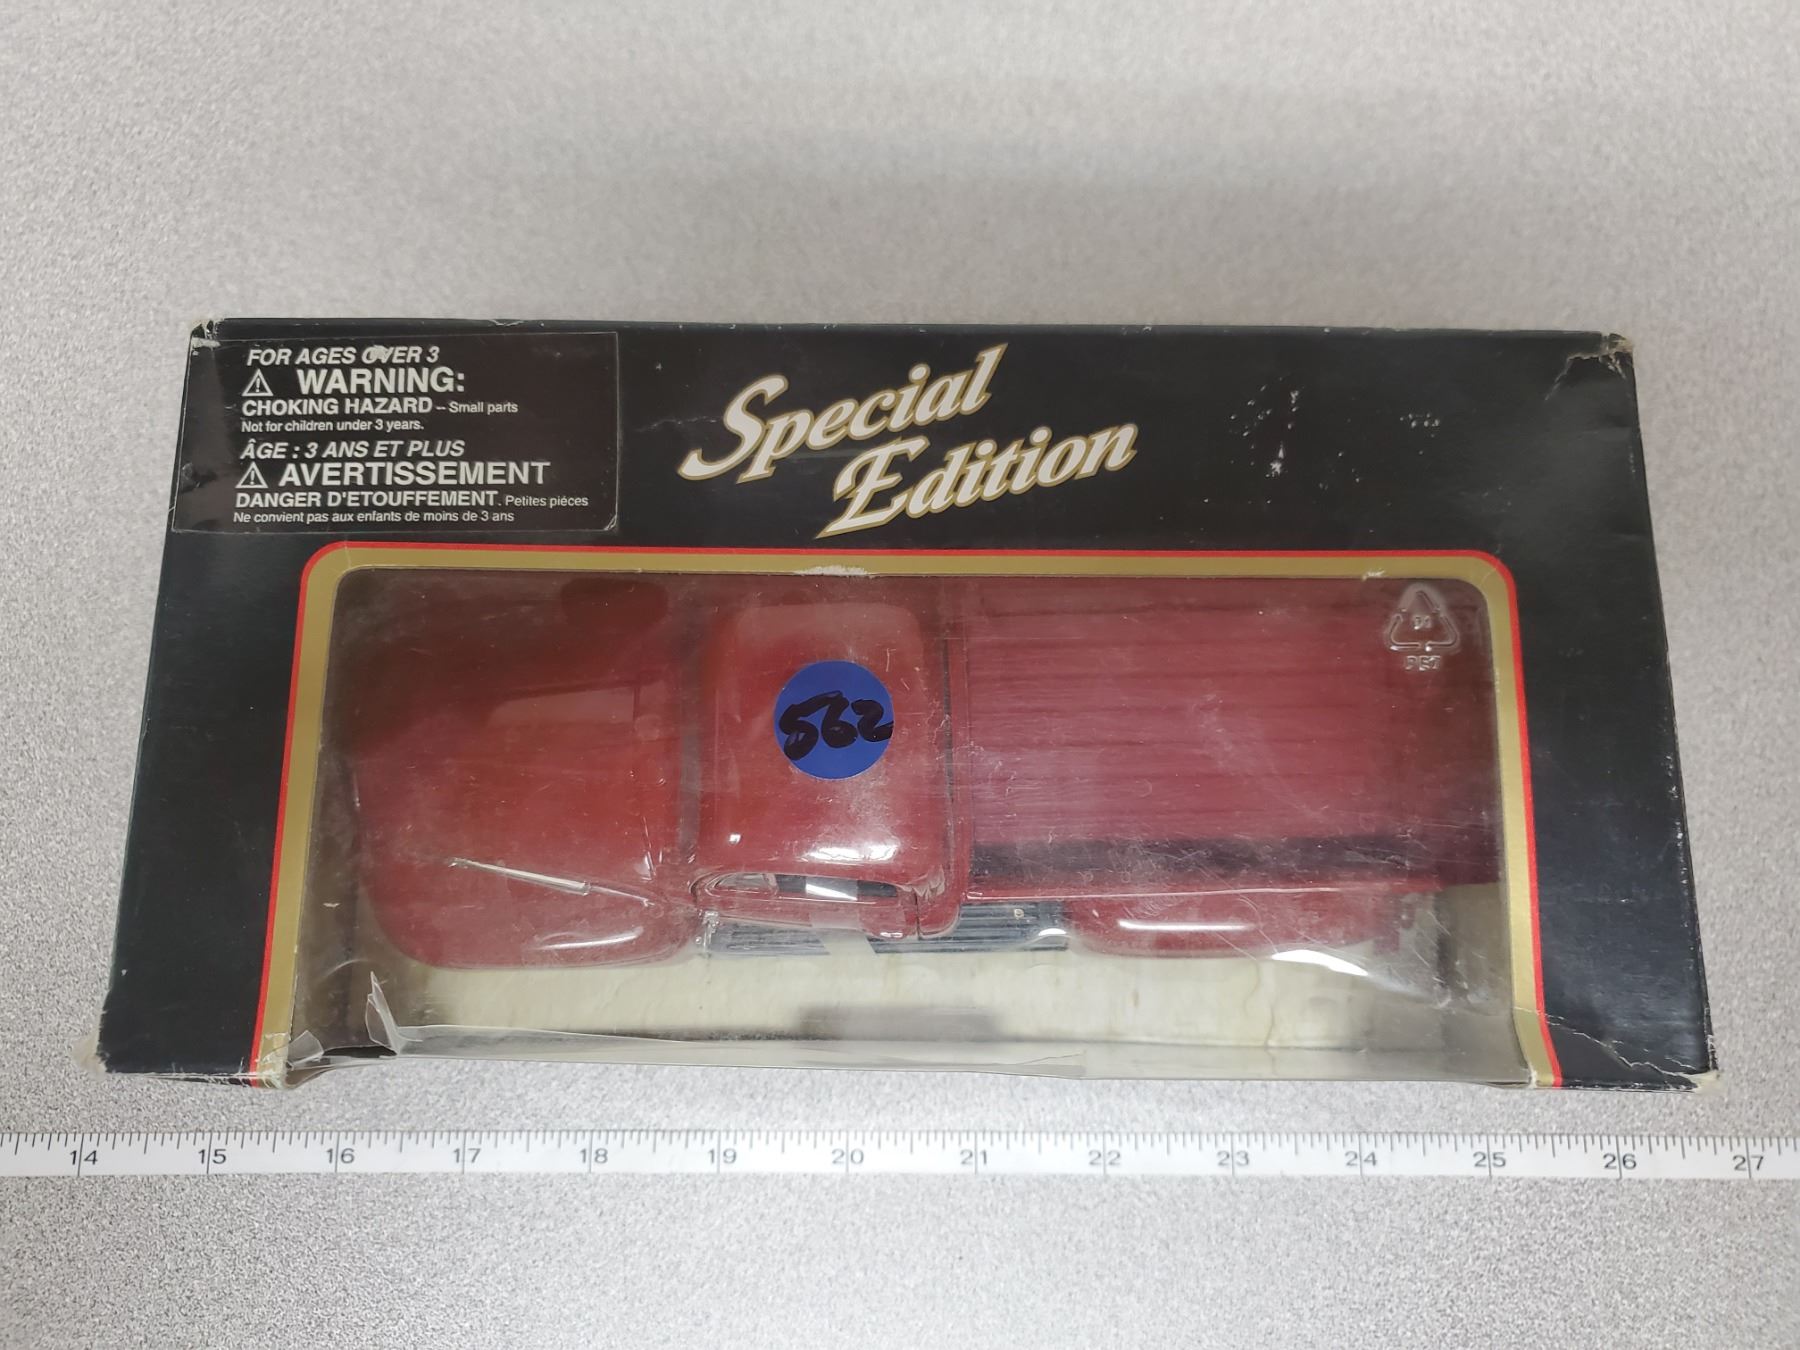 FOR AGES OVER 3
⚠ WARNING:
CHOKING HAZARD -- Small parts
Not for children under 3 years.
ÂGE : 3 ANS ET PLUS
⚠ AVERTISSEMENT
DANGER D'ETOUFFEMENT. Petites piéces
Ne convient pas aux enfants de moins de 3 ans
Special
Edition
01
PET
562
14 15 16 17 18 19 20 21 22 23 24 25 26 27